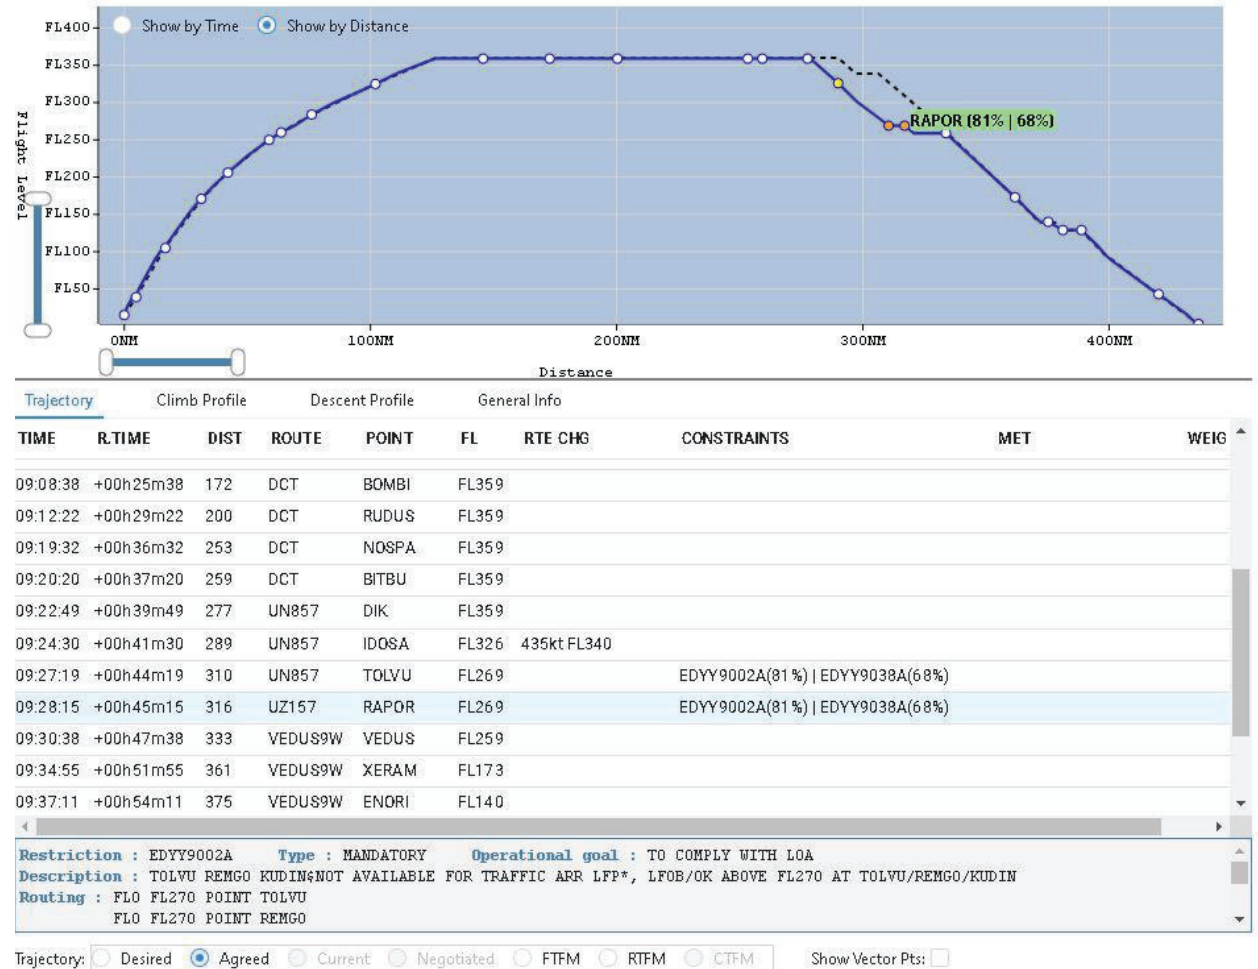 FL400
Show by Time Show by Distance
FL350
FL300
RAPOR (81% | 68%)
FL250
Flight Level
FL200
FL150
FL100
FL50
0NM 100NM 200NM 300NM 400NM
Distance
Trajectory Climb Profile Descent Profile General Info
TIME R.TIME DIST ROUTE POINT FL RTE CHG CONSTRAINTS MET WEIG
09:08:38 +00h25m38 172 DCT BOMBI FL359
09:12:22 +00h29m22 200 DCT RUDUS FL359
09:19:32 +00h36m32 253 DCT NOSPA FL359
09:20:20 +00h37m20 259 DCT BITBU FL359
09:22:49 +00h39m49 277 UN857 DIK FL359
09:24:30 +00h41m30 289 UN857 IDOSA FL326 435kt FL340
09:27:19 +00h44m19 310 UN857 TOLVU FL269 EDYY9002A(81%) | EDYY9038A(68%)
09:28:15 +00h45m15 316 UZ157 RAPOR FL269 EDYY9002A(81%) | EDYY9038A(68%)
09:30:38 +00h47m38 333 VEDUS9W VEDUS FL259
09:34:55 +00h51m55 361 VEDUS9W XERAM FL173
09:37:11 +00h54m11 375 VEDUS9W ENORI FL140
Restriction : EDYY9002A Type : MANDATORY Operational goal : TO COMPLY WITH LOA
Description : TOLVU REMGO KUDIN$NOT AVAILABLE FOR TRAFFIC ARR LFP*, LFOB/OK ABOVE FL270 AT TOLVU/REMGO/KUDIN
Routing : FL0 FL270 POINT TOLVU
FL0 FL270 POINT REMGO
Trajectory: Desired Agreed Current Negotiated FTFM RTFM CTFM Show Vector Pts: